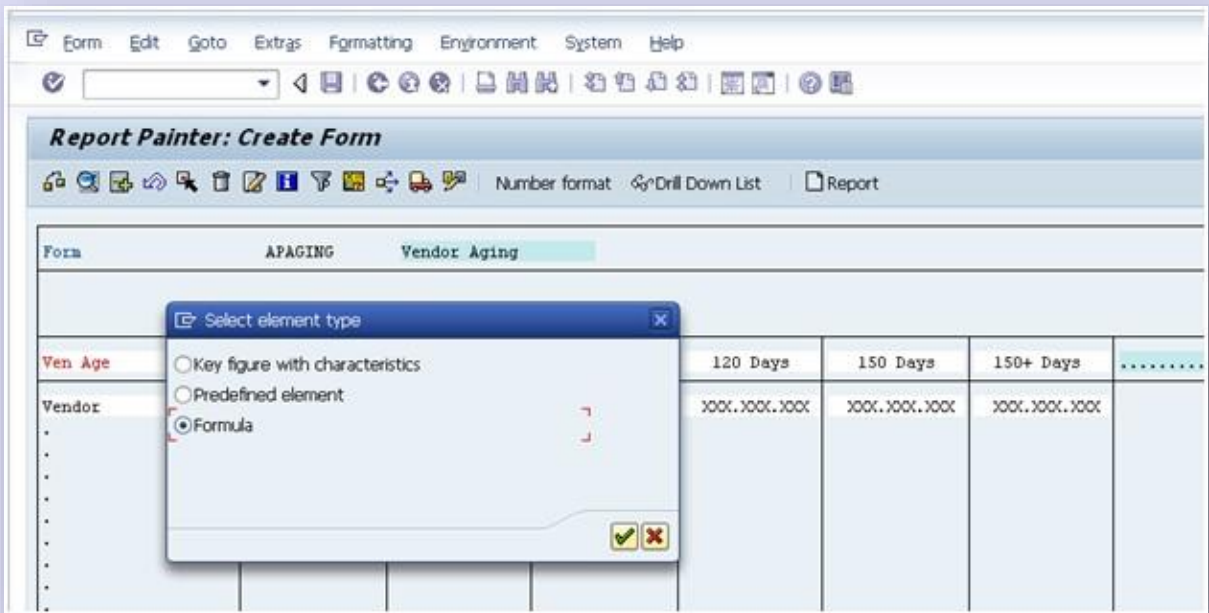 Form Edit Goto Extras Formatting Environment System Help
Report Painter: Create Form
Number format Drill Down List Report
Form APAGING Vendor Aging
Select element type
Key figure with characteristics
Predefined element
Formula
Ven Age 120 Days 150 Days 150+ Days ..........
Vendor XXX.XXX.XXX XXX.XXX.XXX XXX.XXX.XXX